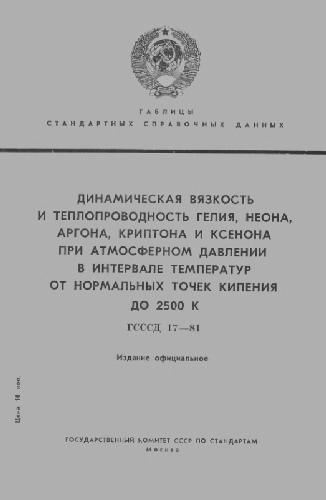 ТАБЛИЦЫ
СТАНДАРТНЫХ СПРАВОЧНЫХ ДАННЫХ
ДИНАМИЧЕСКАЯ ВЯЗКОСТЬ
И ТЕПЛОПРОВОДНОСТЬ ГЕЛИЯ, НЕОНА,
АРГОНА, КРИПТОНА И КСЕНОНА
ПРИ АТМОСФЕРНОМ ДАВЛЕНИИ
В ИНТЕРВАЛЕ ТЕМПЕРАТУР
ОТ НОРМАЛЬНЫХ ТОЧЕК КИПЕНИЯ
ДО 2500 К
ГСССД 17—81
Издание официальное
Цена коп.
ГОСУДАРСТВЕННЫЙ КОМИТЕТ СССР ПО СТАНДАРТАМ
Москва